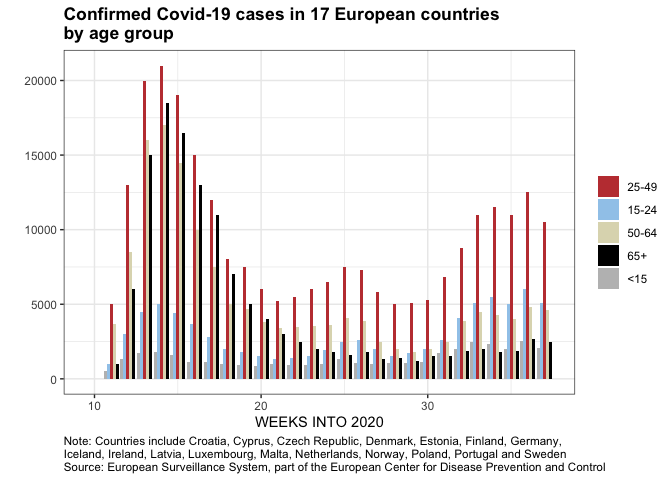 Confirmed Covid-19 cases in 17 European countries
by age group
20000
15000
10000
5000
0
10
20
30
WEEKS INTO 2020
25-49
15-24
50-64
65+
<15
Note: Countries include Croatia, Cyprus, Czech Republic, Denmark, Estonia, Finland, Germany,
Iceland, Ireland, Latvia, Luxembourg, Malta, Netherlands, Norway, Poland, Portugal and Sweden
Source: European Surveillance System, part of the European Center for Disease Prevention and Control